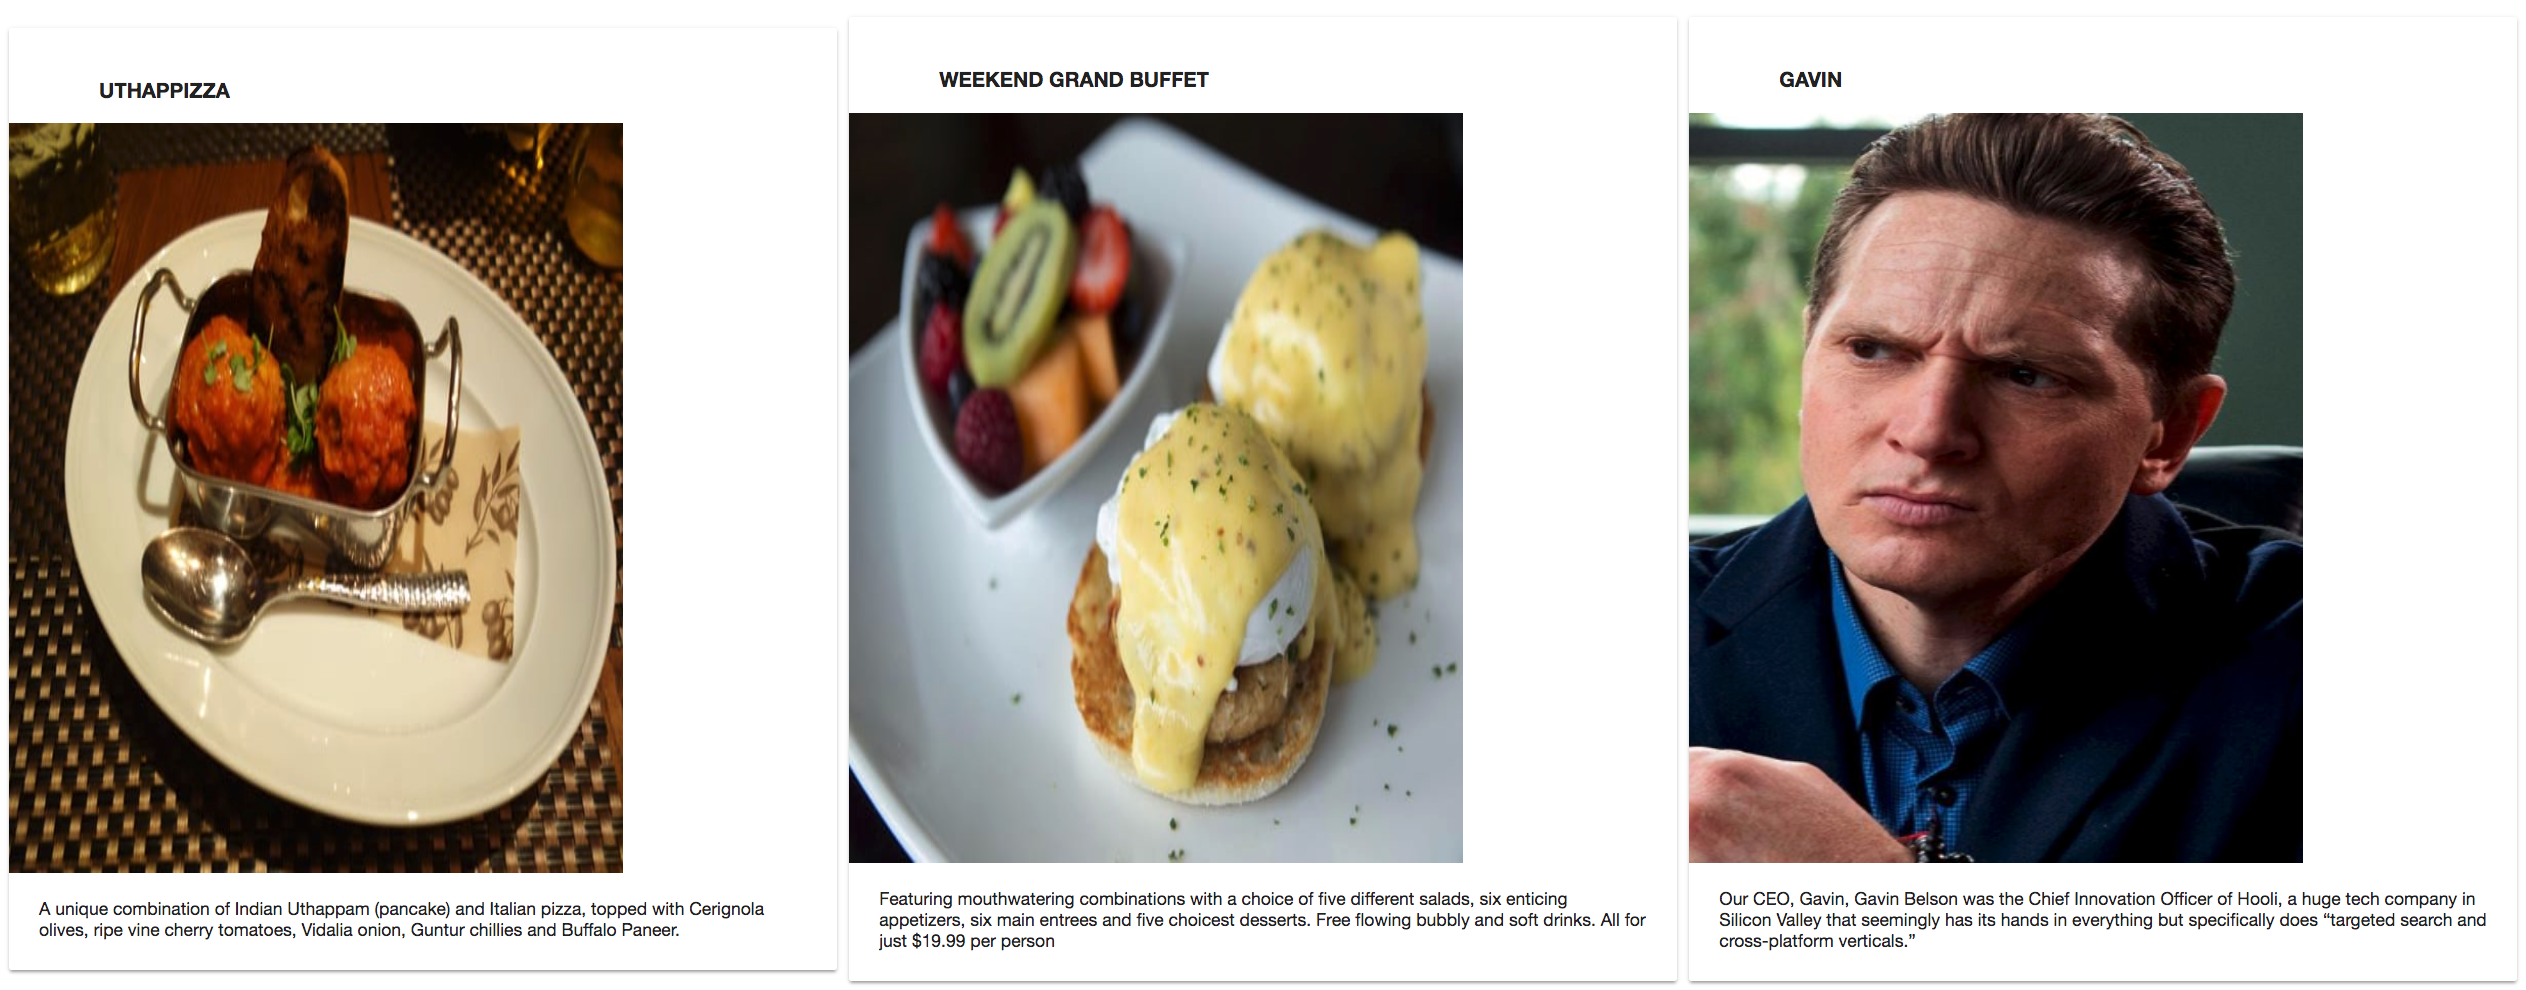 UTHAPPIZZA
A unique combination of Indian Uthappam (pancake) and Italian pizza, topped with Cerignola
olives, ripe vine cherry tomatoes, Vidalia onion, Guntur chillies and Buffalo Paneer.
WEEKEND GRAND BUFFET
Featuring mouthwatering combinations with a choice of five different salads, six enticing
appetizers, six main entrees and five choicest desserts. Free flowing bubbly and soft drinks. All for
just $19.99 per person
GAVIN
Our CEO, Gavin, Gavin Belson was the Chief Innovation Officer of Hooli, a huge tech company in
Silicon Valley that seemingly has its hands in everything but specifically does “targeted search and
cross-platform verticals.”